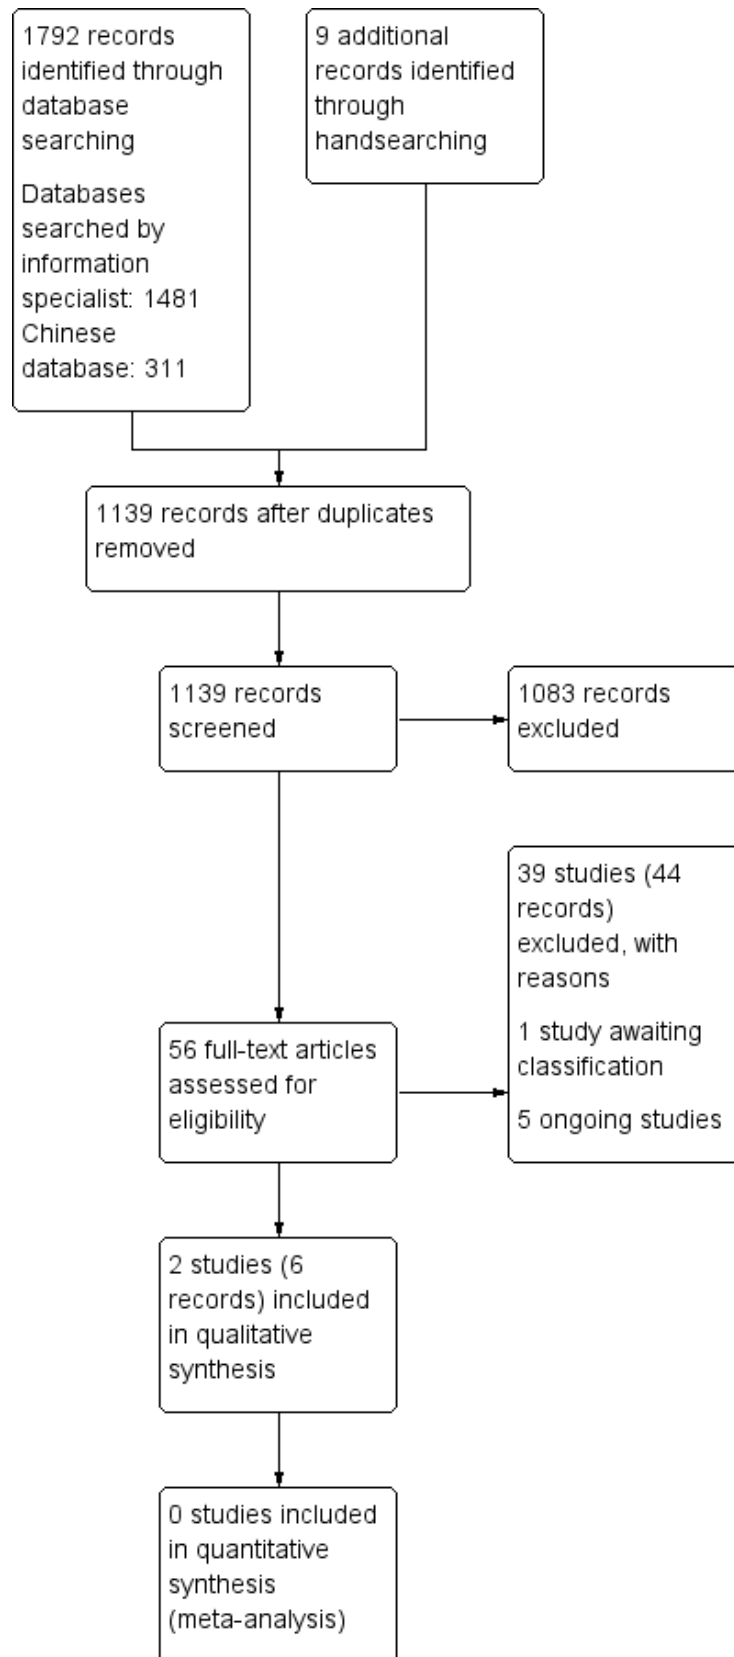 1792 records
identified through
database
searching
Databases
searched by
information
specialist: 1481
Chinese
database: 311
9 additional
records identified
through
handsearching
1139 records after duplicates
removed
1139 records
screened
1083 records
excluded
39 studies (44
records)
excluded, with
reasons
1 study awaiting
classification
5 ongoing studies
56 full-text articles
assessed for
eligibility
2 studies (6
records) included
in qualitative
synthesis
0 studies included
in quantitative
synthesis
(meta-analysis)